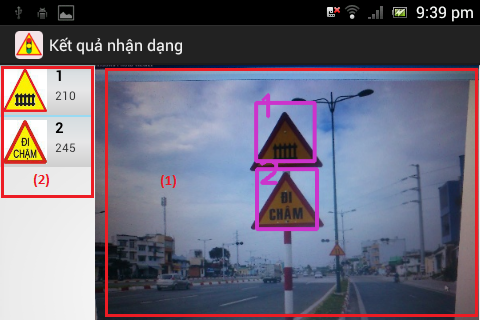 9:39 pm
Kết quả nhận dạng
1
210
ĐI
CHẬM
2
245
(2)
(1)
1
2
ĐI
CHẬM